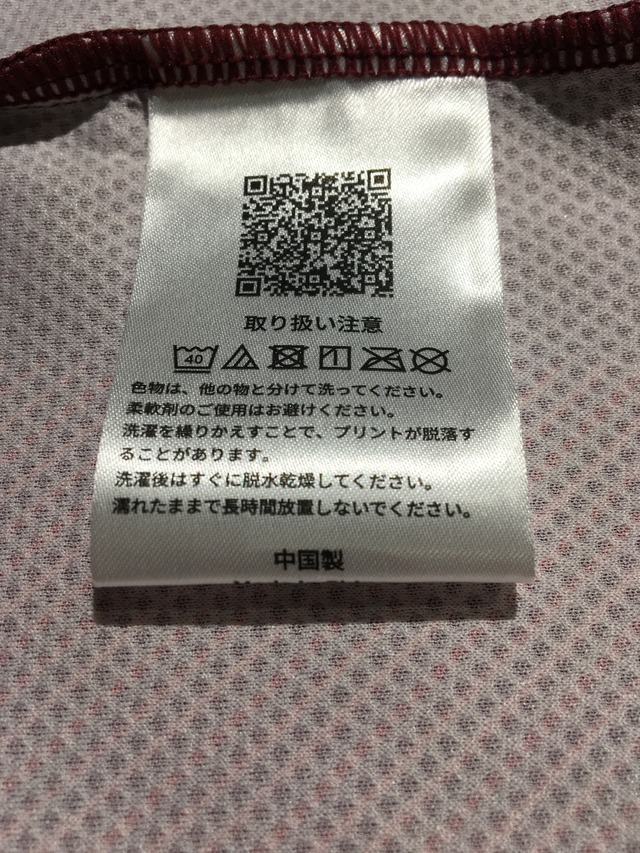 取り扱い注意
40
色物は、他の物と分けて洗ってください。
柔軟剤のご使用はお避けください。
洗濯を繰りかえすことで、プリントが脱落す
ることがあります。
洗濯後はすぐに脱水乾燥してください。
濡れたままで長時間放置しないでください。
中国製